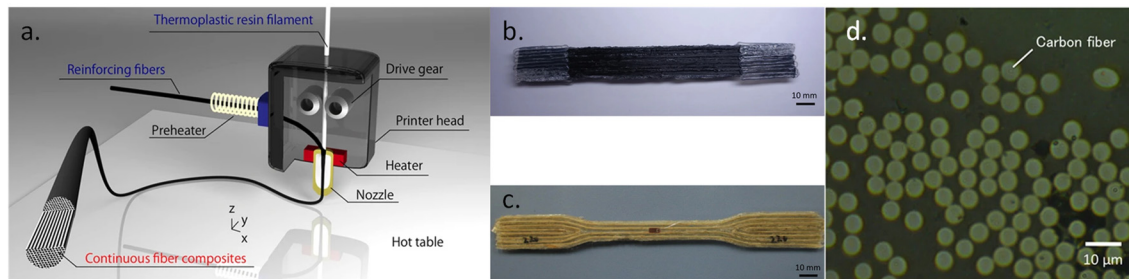 a.
Thermoplastic resin filament
Reinforcing fibers
Drive gear
Preheater
Printer head
Heater
Nozzle
z
y
x
Hot table
Continuous fiber composites
b.
10 mm
c.
10 mm
d.
Carbon fiber
10 μm